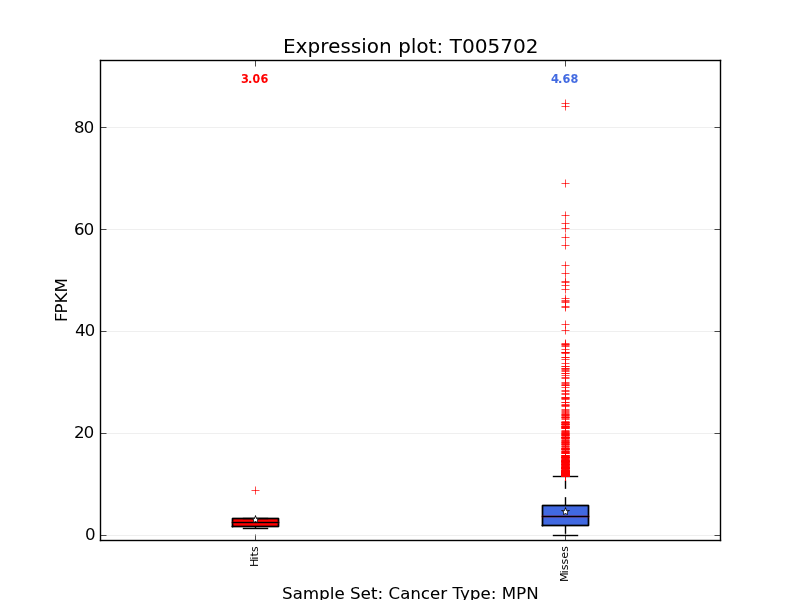 Expression plot: T005702
3.06
4.68
80
60
40
20
0
FPKM
Hits
Misses
Sample Set: Cancer Type: MPN